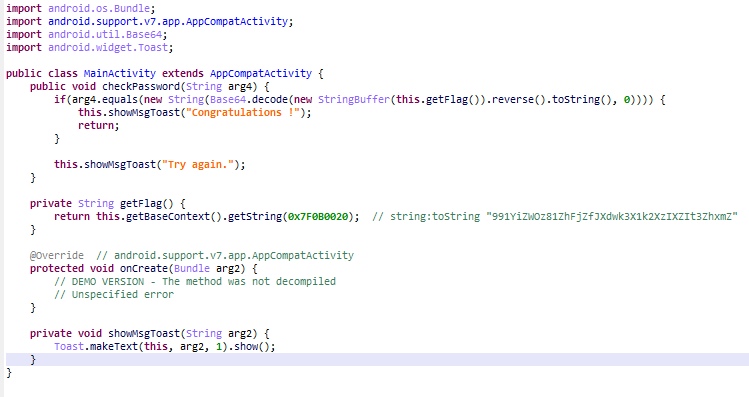 import android.os.Bundle;
import android.support.v7.app.AppCompatActivity;
import android.util.Base64;
import android.widget.Toast;
public class MainActivity extends AppCompatActivity {
public void checkPassword(String arg4) {
if(arg4.equals(new String(Base64.decode(new StringBuffer(this.getFlag()).reverse().toString(), 0)))) {
this.showMsgToast("Congratulations !");
return;
}
this.showMsgToast("Try again.");
}
private String getFlag() {
return this.getBaseContext().getString(0x7F0B0020);  // string:toString "991YiZWOz81ZhFjZfJXdwk3X1k2XzIXZIt3ZhxmZ"
}
@Override  // android.support.v7.app.AppCompatActivity
protected void onCreate(Bundle arg2) {
// DEMO VERSION - The method was not decompiled
// Unspecified error
}
private void showMsgToast(String arg2) {
Toast.makeText(this, arg2, 1).show();
}
}